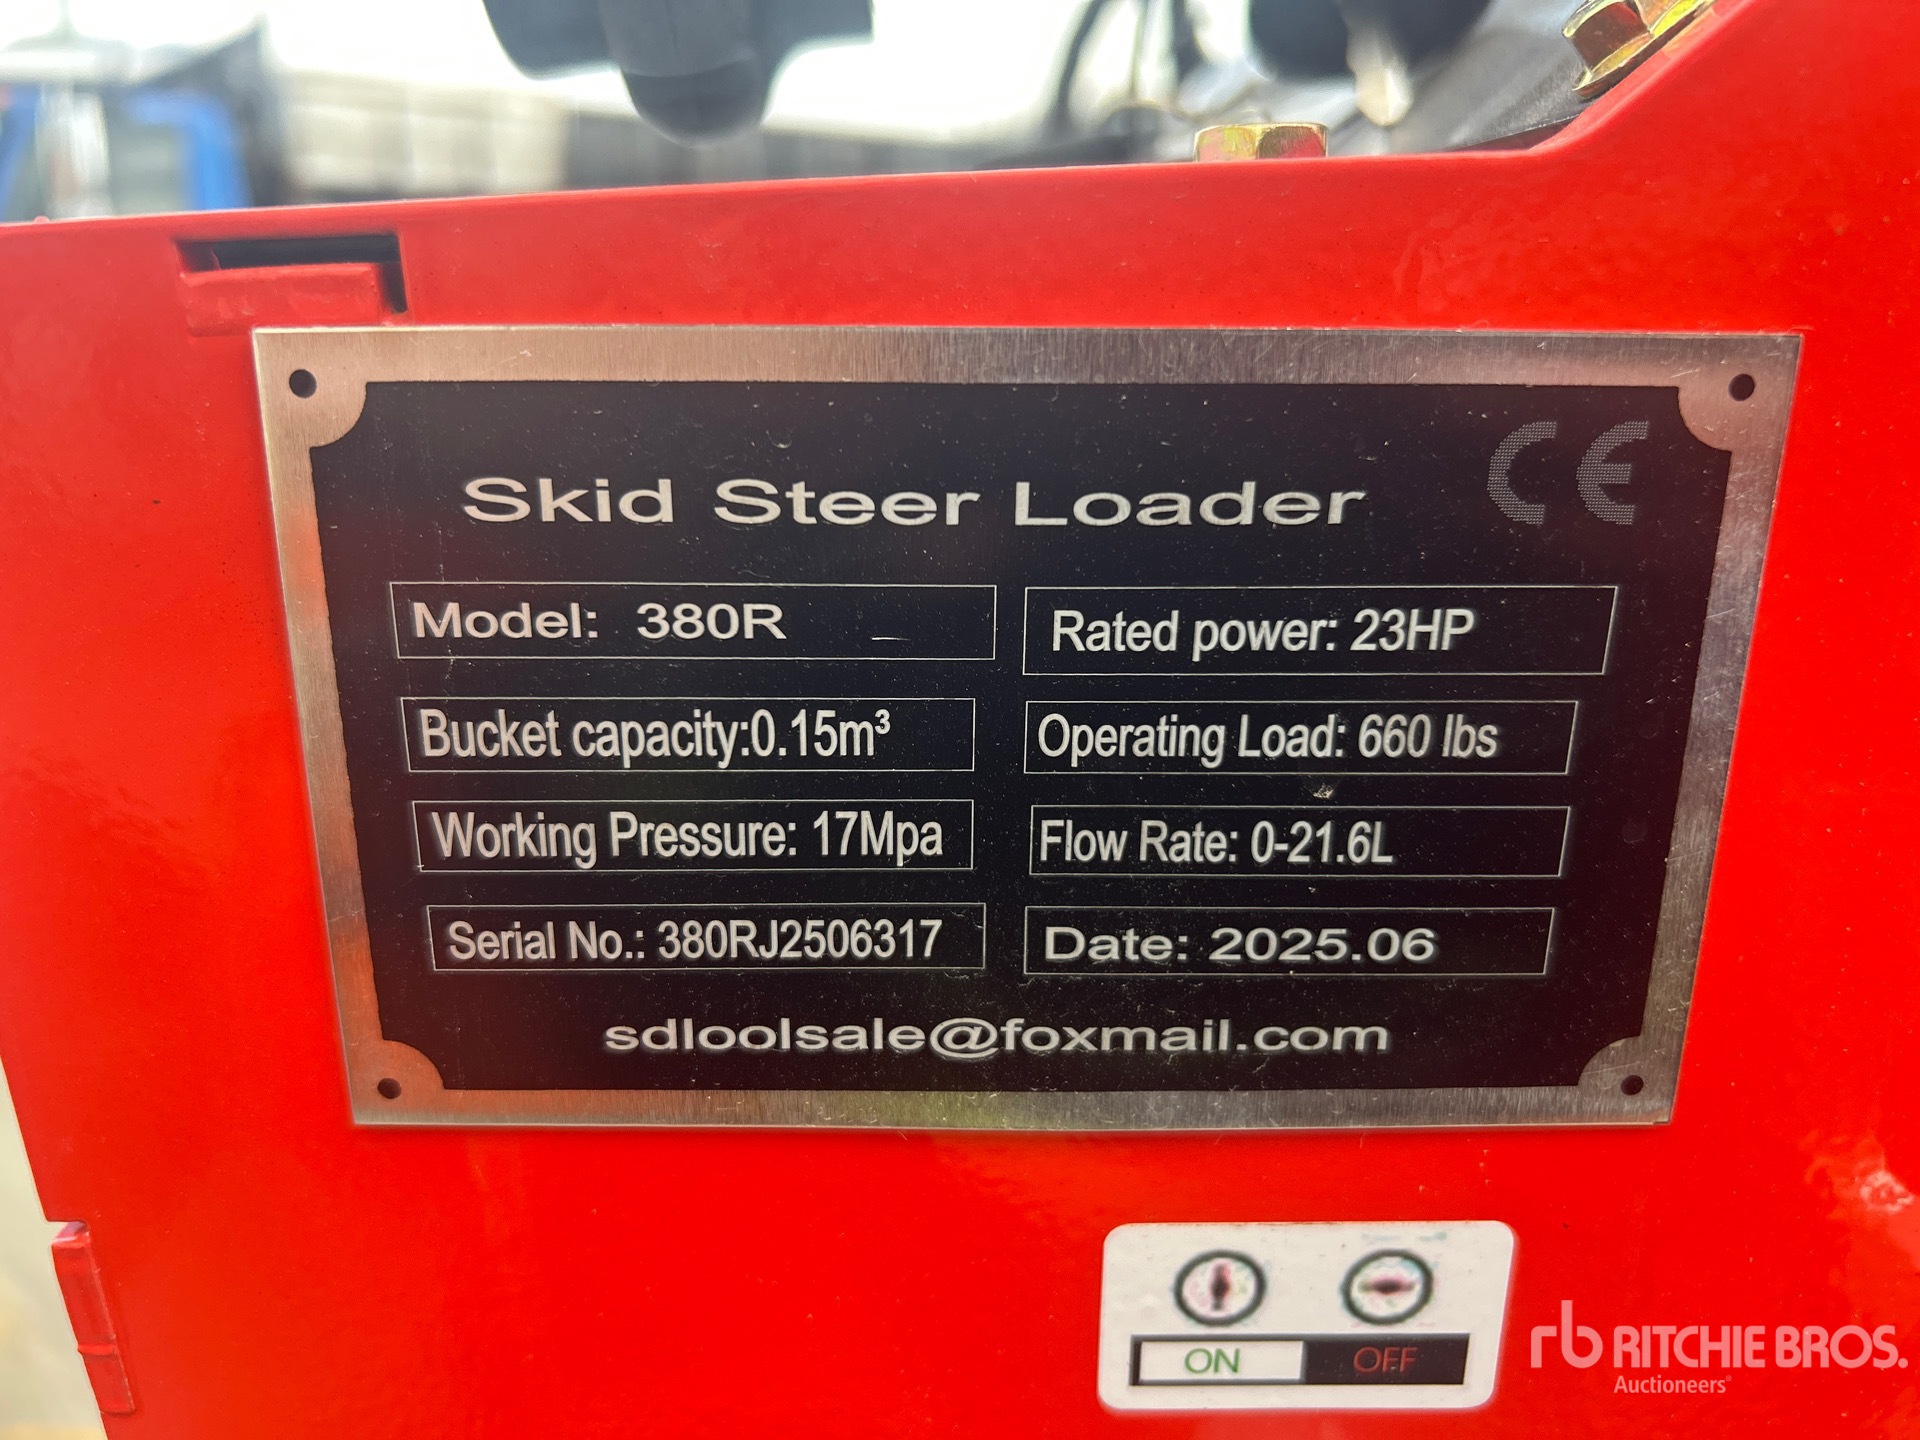 CE
Skid Steer Loader
Model: 380R
Rated power: 23HP
Bucket capacity:0.15m³
Operating Load: 660 lbs
Working Pressure: 17Mpa
Flow Rate: 0-21.6L
Serial No.: 380RJ2506317
Date: 2025.06
sdloolsale@foxmail.com
ON OFF
rb RITCHIE BROS.
Auctioneers